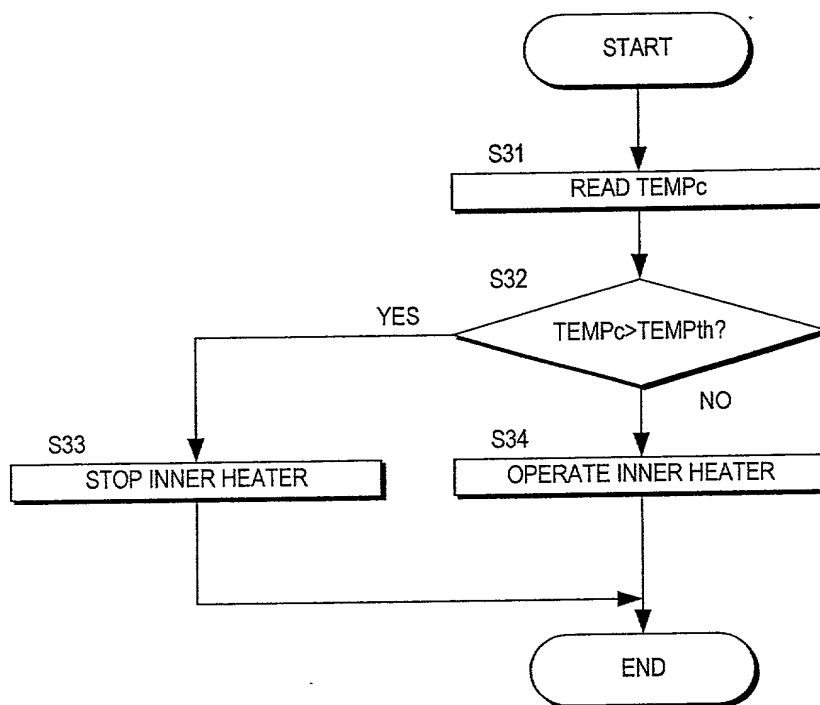 START
S31
READ TEMPc
S32
YES
TEMPc>TEMPth?
NO
S33
STOP INNER HEATER
S34
OPERATE INNER HEATER
END